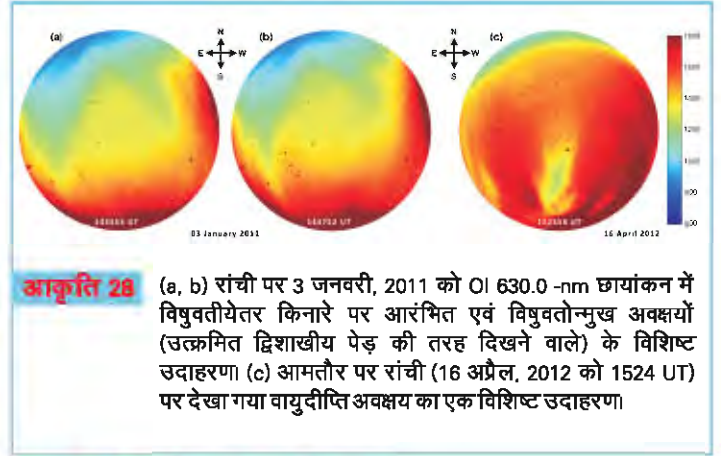 (a) N E W S (b) N E W S (c) N E W S
03 January 2011
16 April 2012
आकृति 28
(a, b) रांची पर 3 जनवरी, 2011 को OI 630.0 -nm छायांकन में
विषुवतीयेतर किनारे पर आरंभित एवं विषुवतोन्मुख अवक्षयों
(उत्क्रमित द्विशाखीय पेड़ की तरह दिखने वाले) के विशिष्ट
उदाहरण। (c) आमतौर पर रांची (16 अप्रैल, 2012 को 1524 UT)
पर देखा गया वायुदीप्ति अवक्षय का एक विशिष्ट उदाहरण।